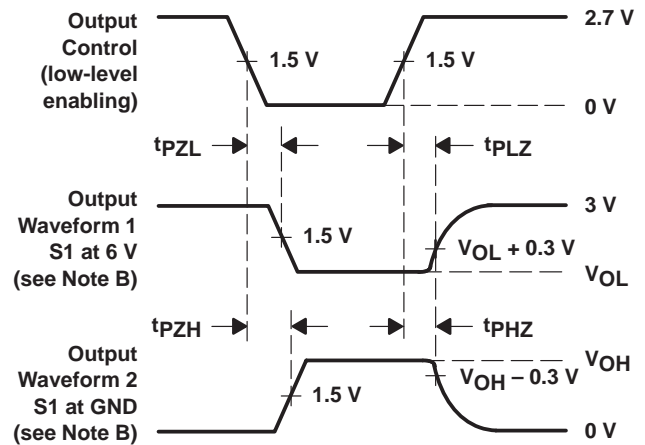 Output
Control
(low-level
enabling)
2.7 V
1.5 V
1.5 V
0 V
tPZL
tPLZ
Output
Waveform 1
S1 at 6 V
(see Note B)
3 V
1.5 V
VOL + 0.3 V
VOL
tPZH
tPHZ
Output
Waveform 2
S1 at GND
(see Note B)
VOH
VOH – 0.3 V
1.5 V
0 V